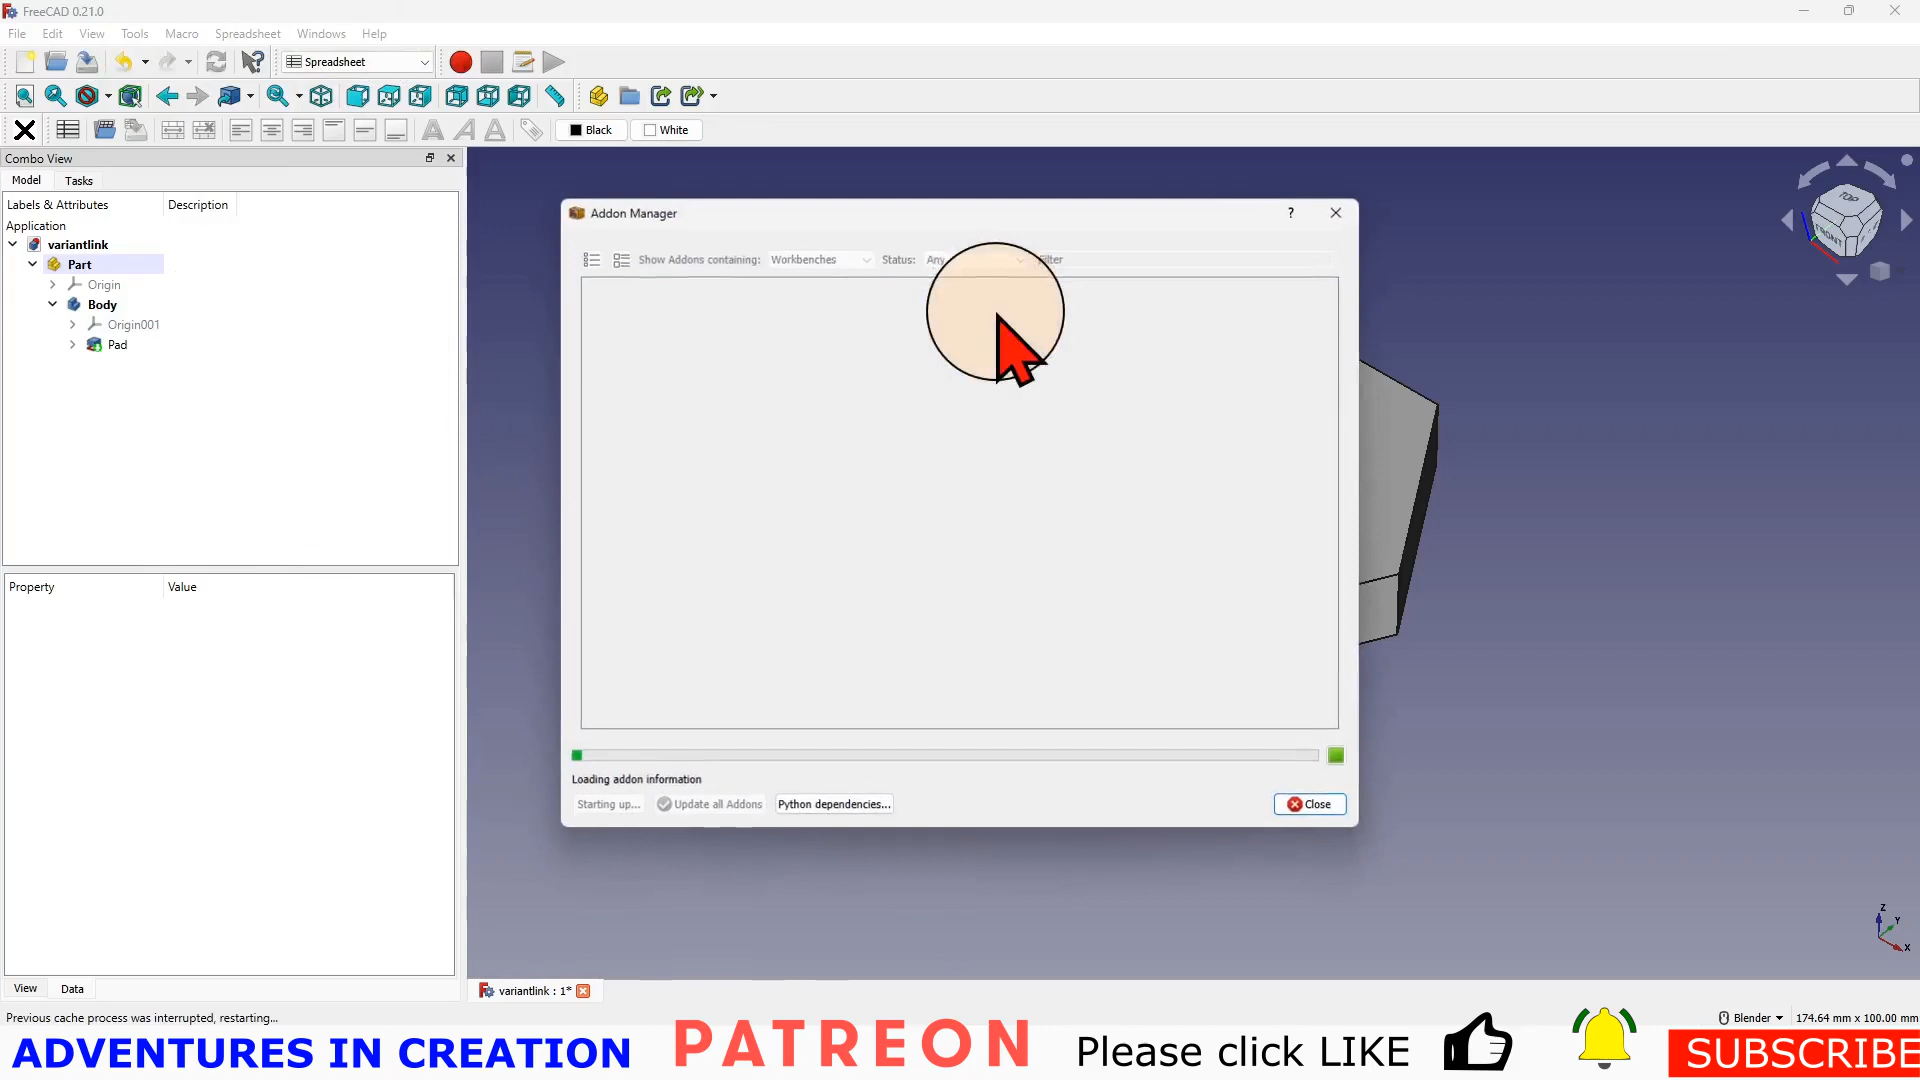 FreeCAD 0.21.0
File Edit View Tools Macro Spreadsheet Windows Help
Spreadsheet
Black White
Combo View
Model Tasks
Labels & Attributes Description
Application
variantlink
Part
Origin
Body
Origin001
Pad
Property Value
View Data
Addon Manager
?
Show Addons containing: Workbenches Status: Any Filter
Loading addon information
Starting up... Update all Addons Python dependencies... Close
TOP
FRONT
Z
Y
X
variantlink : 1*
Previous cache process was interrupted, restarting...
Blender 174.64 mm x 100.00 mm
ADVENTURES IN CREATION PATREON Please click LIKE SUBSCRIBE